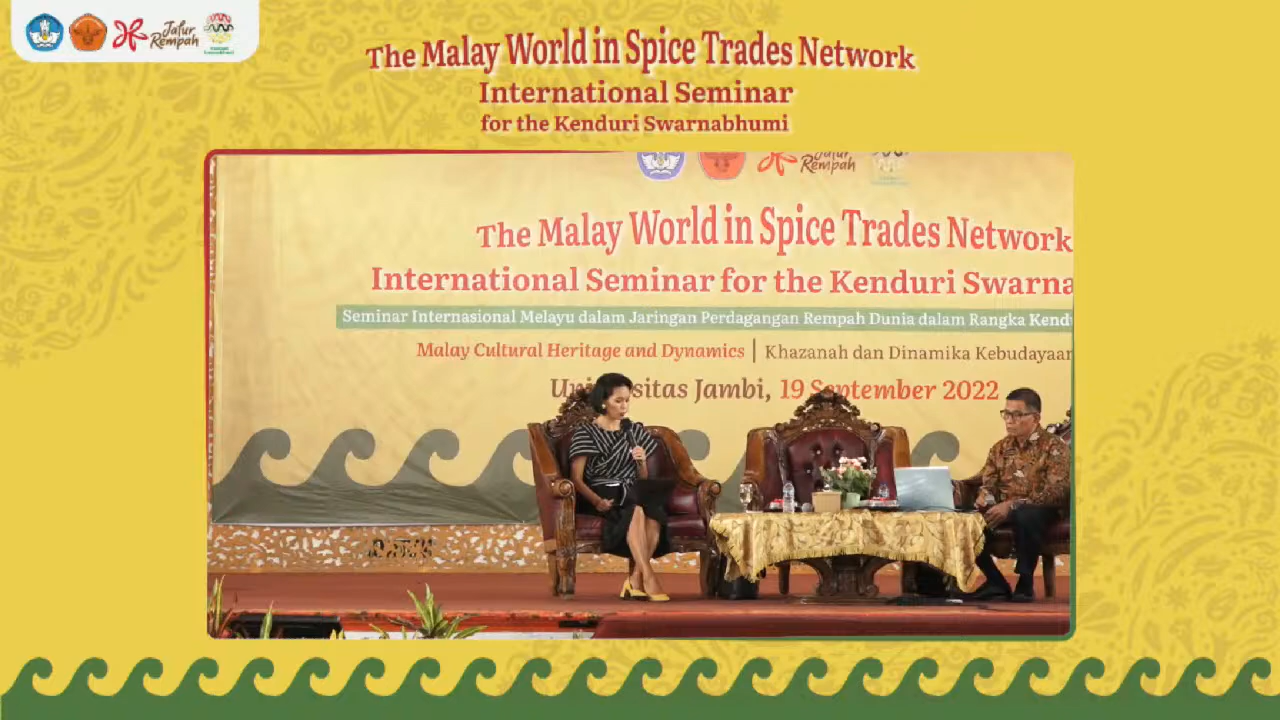 Jalur
Rempah
The Malay World in Spice Trades Network
International Seminar
for the Kenduri Swarnabhumi
Jalur
Rempah
The Malay World in Spice Trades Network
International Seminar for the Kenduri Swarna
Seminar Internasional Melayu dalam Jaringan Perdagangan Rempah Dunia dalam Rangka Kend
Malay Cultural Heritage and Dynamics | Khazanah dan Dinamika Kebudayaan
Uni sitas Jambi, 19 September 2022